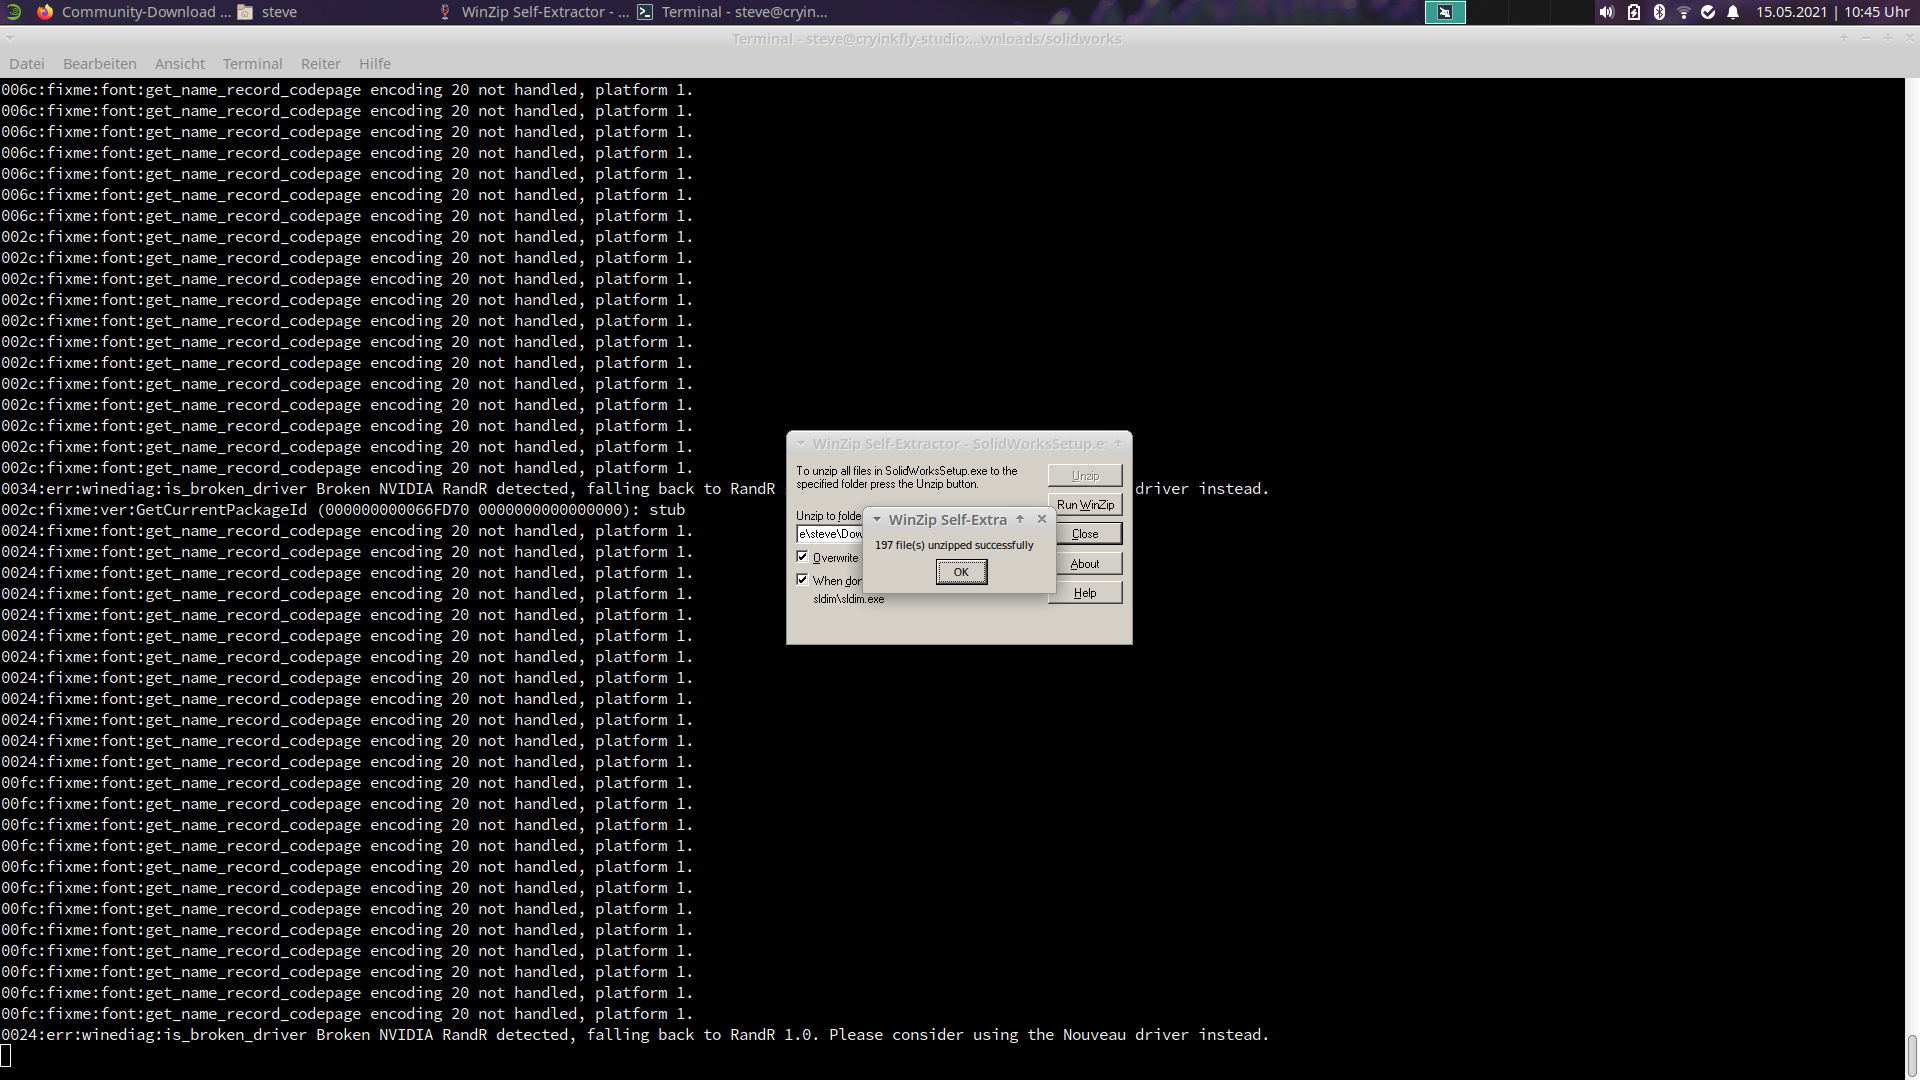 Community-Download ...
steve
WinZip Self-Extractor - ...
Terminal - steve@cryin...
15.05.2021 | 10:45 Uhr
Terminal - steve@cryinkfly-studio:...wnloads/solidworks
Datei Bearbeiten Ansicht Terminal Reiter Hilfe
006c:fixme:font:get_name_record_codepage encoding 20 not handled, platform 1.
006c:fixme:font:get_name_record_codepage encoding 20 not handled, platform 1.
006c:fixme:font:get_name_record_codepage encoding 20 not handled, platform 1.
006c:fixme:font:get_name_record_codepage encoding 20 not handled, platform 1.
006c:fixme:font:get_name_record_codepage encoding 20 not handled, platform 1.
006c:fixme:font:get_name_record_codepage encoding 20 not handled, platform 1.
006c:fixme:font:get_name_record_codepage encoding 20 not handled, platform 1.
002c:fixme:font:get_name_record_codepage encoding 20 not handled, platform 1.
002c:fixme:font:get_name_record_codepage encoding 20 not handled, platform 1.
002c:fixme:font:get_name_record_codepage encoding 20 not handled, platform 1.
002c:fixme:font:get_name_record_codepage encoding 20 not handled, platform 1.
002c:fixme:font:get_name_record_codepage encoding 20 not handled, platform 1.
002c:fixme:font:get_name_record_codepage encoding 20 not handled, platform 1.
002c:fixme:font:get_name_record_codepage encoding 20 not handled, platform 1.
002c:fixme:font:get_name_record_codepage encoding 20 not handled, platform 1.
002c:fixme:font:get_name_record_codepage encoding 20 not handled, platform 1.
002c:fixme:font:get_name_record_codepage encoding 20 not handled, platform 1.
002c:fixme:font:get_name_record_codepage encoding 20 not handled, platform 1.
002c:fixme:font:get_name_record_codepage encoding 20 not handled, platform 1.
0034:err:winediag:is_broken_driver Broken NVIDIA RandR detected, falling back to RandR driver instead.
002c:fixme:ver:GetCurrentPackageId (000000000066FD70 0000000000000000): stub
0024:fixme:font:get_name_record_codepage encoding 20 not handled, platform 1.
0024:fixme:font:get_name_record_codepage encoding 20 not handled, platform 1.
0024:fixme:font:get_name_record_codepage encoding 20 not handled, platform 1.
0024:fixme:font:get_name_record_codepage encoding 20 not handled, platform 1.
0024:fixme:font:get_name_record_codepage encoding 20 not handled, platform 1.
0024:fixme:font:get_name_record_codepage encoding 20 not handled, platform 1.
0024:fixme:font:get_name_record_codepage encoding 20 not handled, platform 1.
0024:fixme:font:get_name_record_codepage encoding 20 not handled, platform 1.
0024:fixme:font:get_name_record_codepage encoding 20 not handled, platform 1.
0024:fixme:font:get_name_record_codepage encoding 20 not handled, platform 1.
0024:fixme:font:get_name_record_codepage encoding 20 not handled, platform 1.
0024:fixme:font:get_name_record_codepage encoding 20 not handled, platform 1.
00fc:fixme:font:get_name_record_codepage encoding 20 not handled, platform 1.
00fc:fixme:font:get_name_record_codepage encoding 20 not handled, platform 1.
00fc:fixme:font:get_name_record_codepage encoding 20 not handled, platform 1.
00fc:fixme:font:get_name_record_codepage encoding 20 not handled, platform 1.
00fc:fixme:font:get_name_record_codepage encoding 20 not handled, platform 1.
00fc:fixme:font:get_name_record_codepage encoding 20 not handled, platform 1.
00fc:fixme:font:get_name_record_codepage encoding 20 not handled, platform 1.
00fc:fixme:font:get_name_record_codepage encoding 20 not handled, platform 1.
00fc:fixme:font:get_name_record_codepage encoding 20 not handled, platform 1.
00fc:fixme:font:get_name_record_codepage encoding 20 not handled, platform 1.
00fc:fixme:font:get_name_record_codepage encoding 20 not handled, platform 1.
00fc:fixme:font:get_name_record_codepage encoding 20 not handled, platform 1.
0024:err:winediag:is_broken_driver Broken NVIDIA RandR detected, falling back to RandR 1.0. Please consider using the Nouveau driver instead.
WinZip Self-Extractor - SolidWorksSetup.e
To unzip all files in SolidWorksSetup.exe to the
specified folder press the Unzip button.
Unzip to folde
e\steve\Dow
Overwrite
When don
sldim\sldim.exe
Unzip
Run WinZip
Close
About
Help
WinZip Self-Extra
197 file(s) unzipped successfully
OK